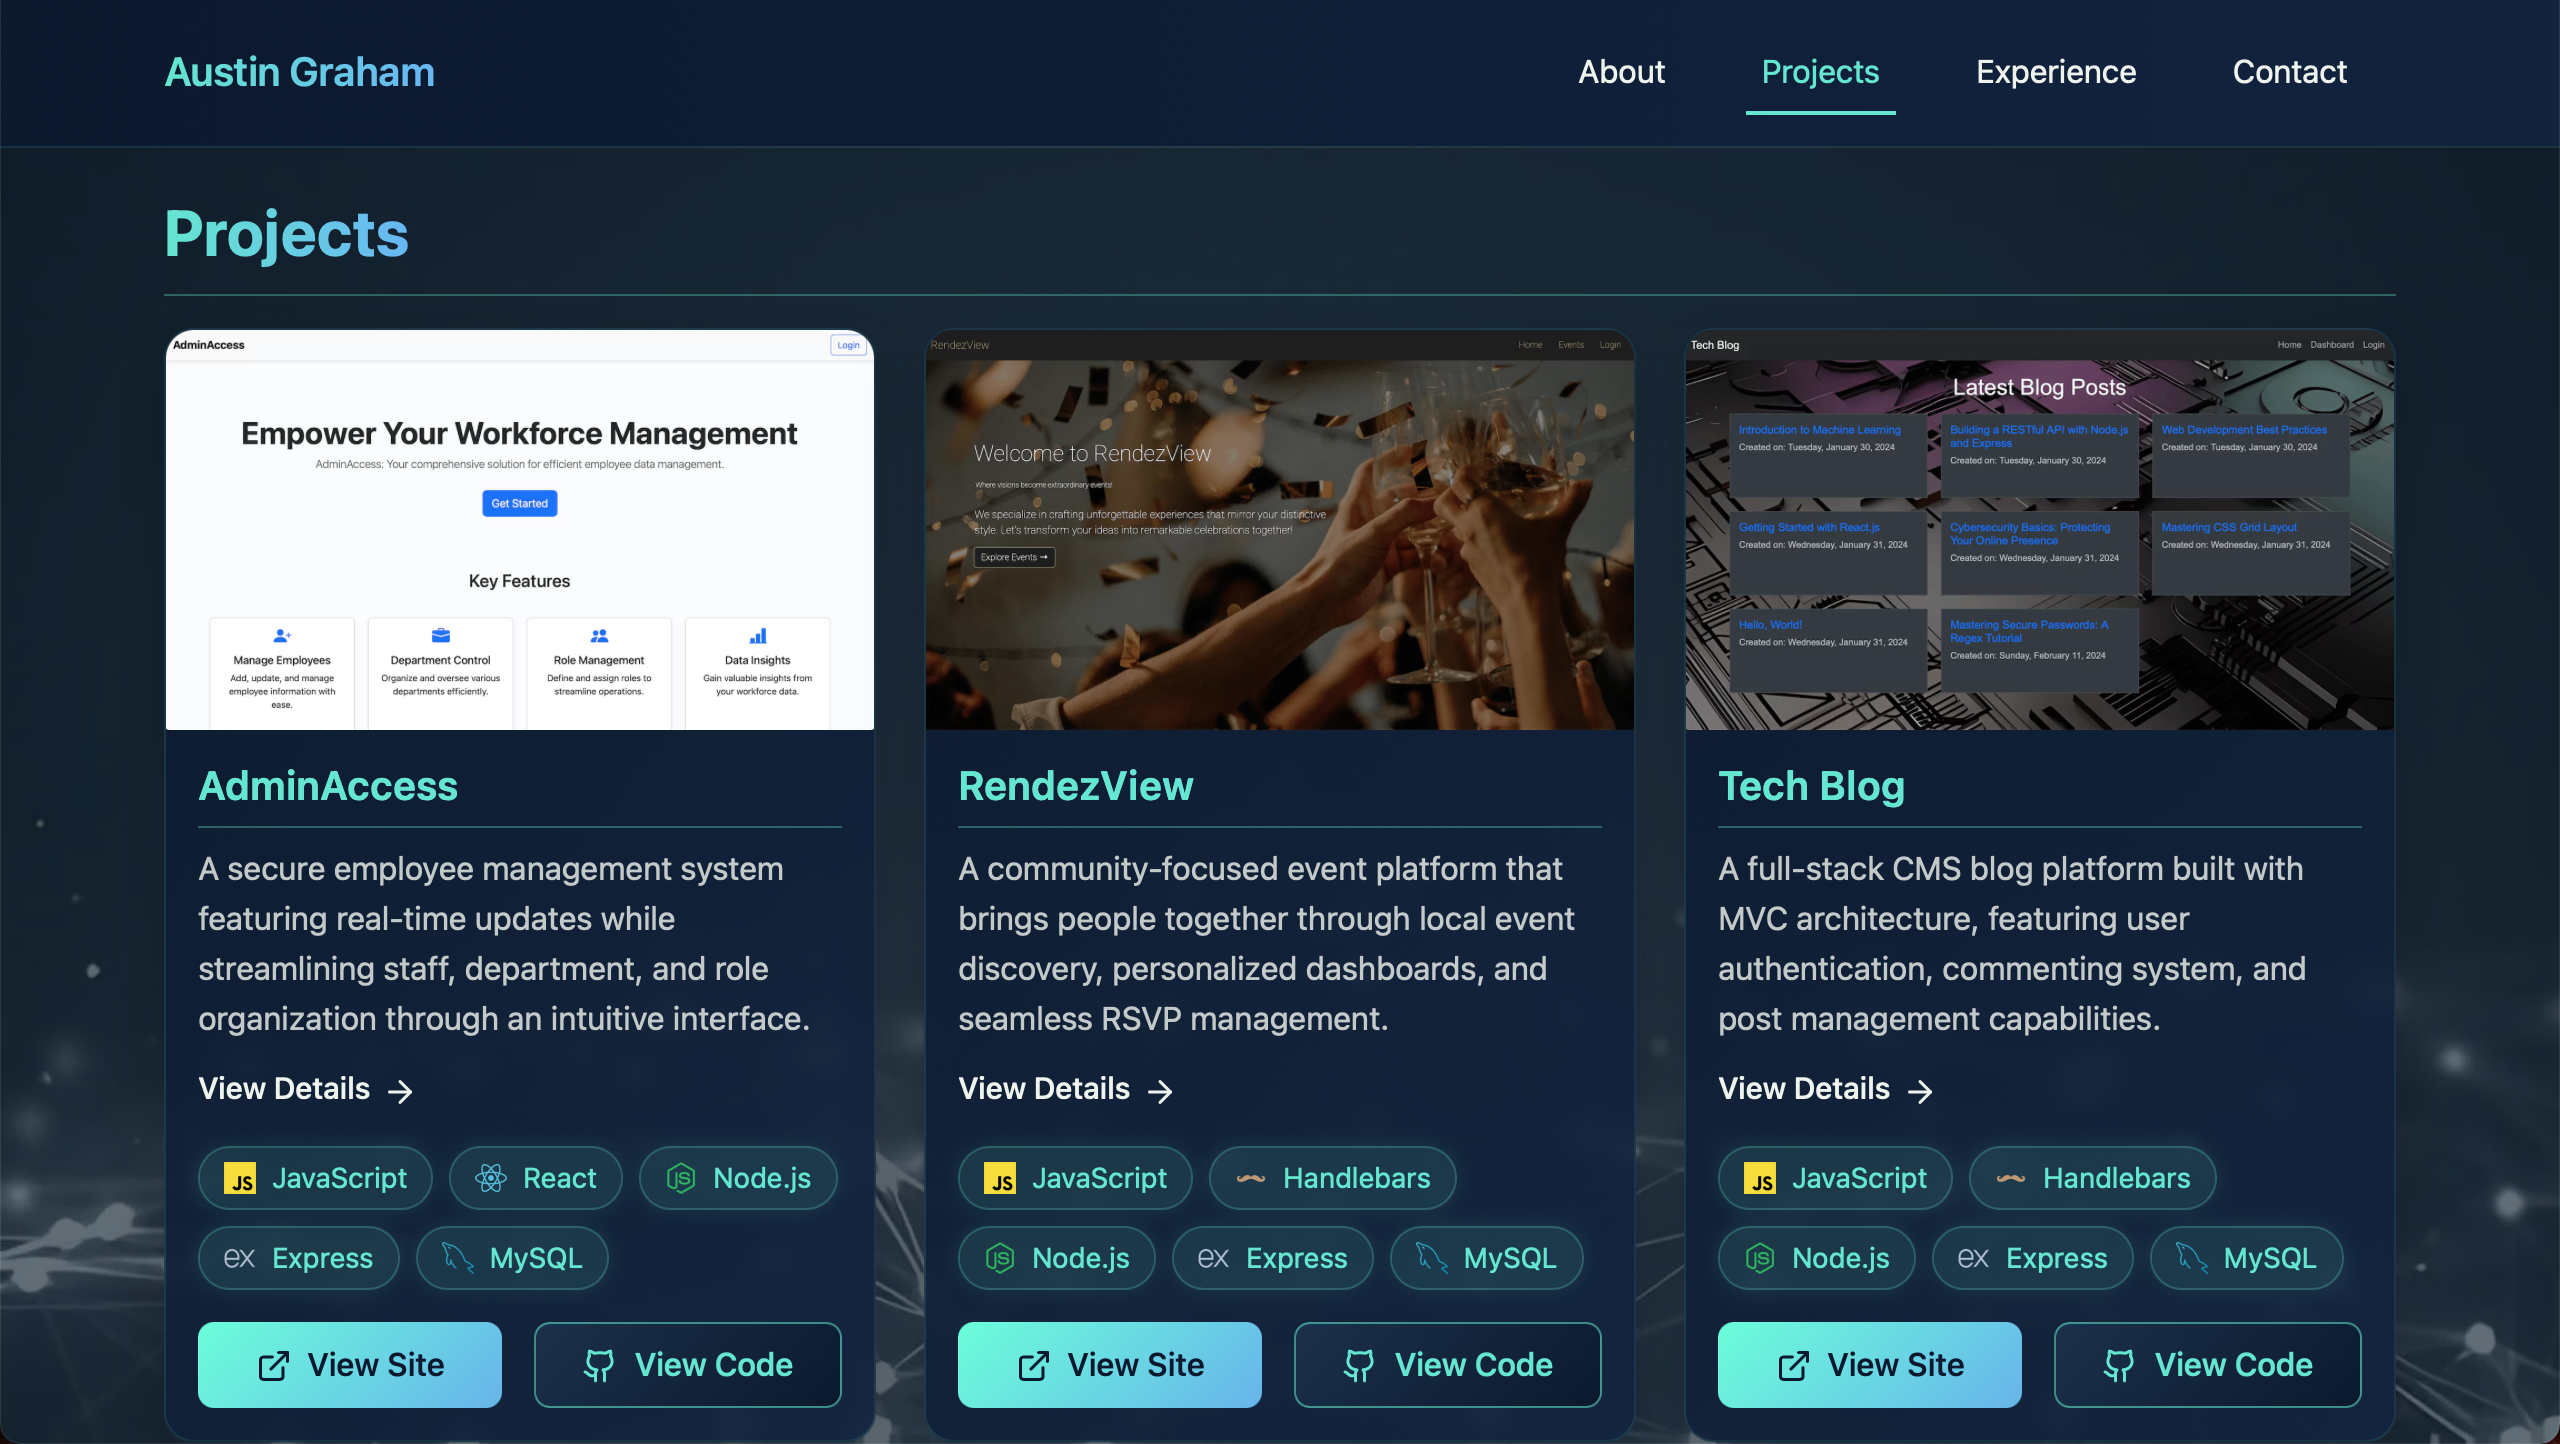 Austin Graham
About Projects Experience Contact
Projects
AdminAccess
Login
Empower Your Workforce Management
AdminAccess: Your comprehensive solution for efficient employee data management.
Get Started
Key Features
Manage Employees
Add, update, and manage
employee information with
ease.
Department Control
Organize and oversee various
departments efficiently.
Role Management
Define and assign roles to
streamline operations.
Data Insights
Gain valuable insights from
your workforce data.
AdminAccess
A secure employee management system
featuring real-time updates while
streamlining staff, department, and role
organization through an intuitive interface.
View Details →
JS JavaScript React JS Node.js
ex Express MySQL
View Site View Code
RendezView
Home Events Login
Welcome to RendezView
Where visions become extraordinary events!
We specialize in crafting unforgettable experiences that mirror your distinctive
style. Let's transform your ideas into remarkable celebrations together!
Explore Events →
RendezView
A community-focused event platform that
brings people together through local event
discovery, personalized dashboards, and
seamless RSVP management.
View Details →
JS JavaScript Handlebars
JS Node.js ex Express MySQL
View Site View Code
Tech Blog
Home Dashboard Login
Latest Blog Posts
Introduction to Machine Learning
Created on: Tuesday, January 30, 2024
Building a RESTful API with Node.js
and Express
Created on: Tuesday, January 30, 2024
Web Development Best Practices
Created on: Tuesday, January 30, 2024
Getting Started with React.js
Created on: Wednesday, January 31, 2024
Cybersecurity Basics: Protecting
Your Online Presence
Created on: Wednesday, January 31, 2024
Mastering CSS Grid Layout
Created on: Wednesday, January 31, 2024
Hello, World!
Created on: Wednesday, January 31, 2024
Mastering Secure Passwords: A
Regex Tutorial
Created on: Sunday, February 11, 2024
Tech Blog
A full-stack CMS blog platform built with
MVC architecture, featuring user
authentication, commenting system, and
post management capabilities.
View Details →
JS JavaScript Handlebars
JS Node.js ex Express MySQL
View Site View Code